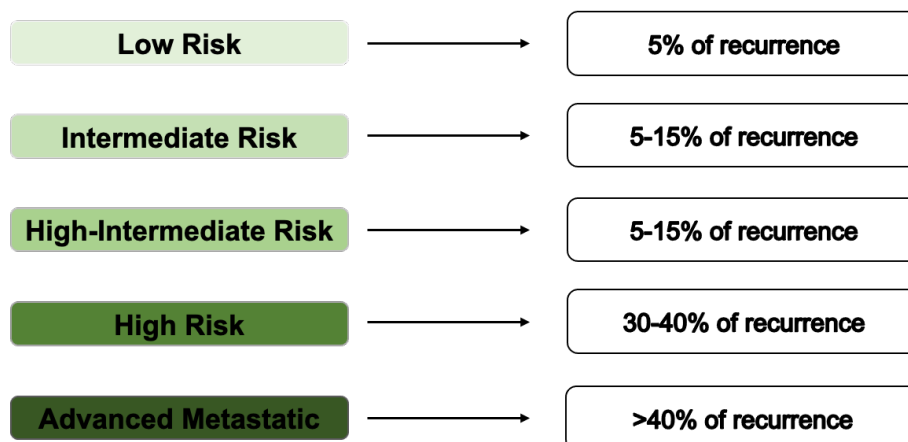 Low Risk
5% of recurrence
Intermediate Risk
5-15% of recurrence
High-Intermediate Risk
5-15% of recurrence
High Risk
30-40% of recurrence
Advanced Metastatic
>40% of recurrence